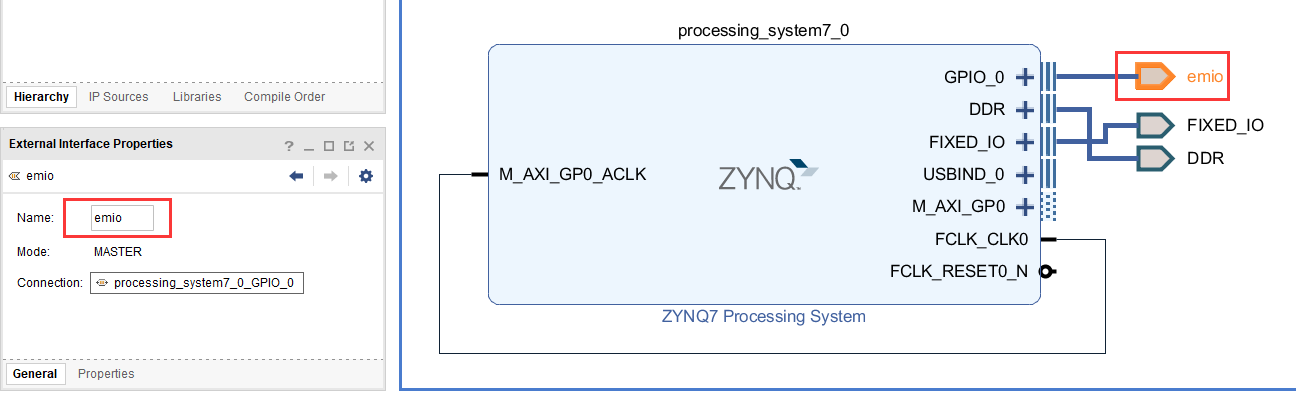 Hierarchy IP Sources Libraries Compile Order
External Interface Properties
emio
Name: emio
Mode: MASTER
Connection: processing_system7_0_GPIO_0
General Properties
processing_system7_0
GPIO_0
DDR
FIXED_IO
USBIND_0
M_AXI_GP0
FCLK_CLK0
FCLK_RESET0_N
M_AXI_GP0_ACLK
ZYNQ
ZYNQ7 Processing System
emio
FIXED_IO
DDR